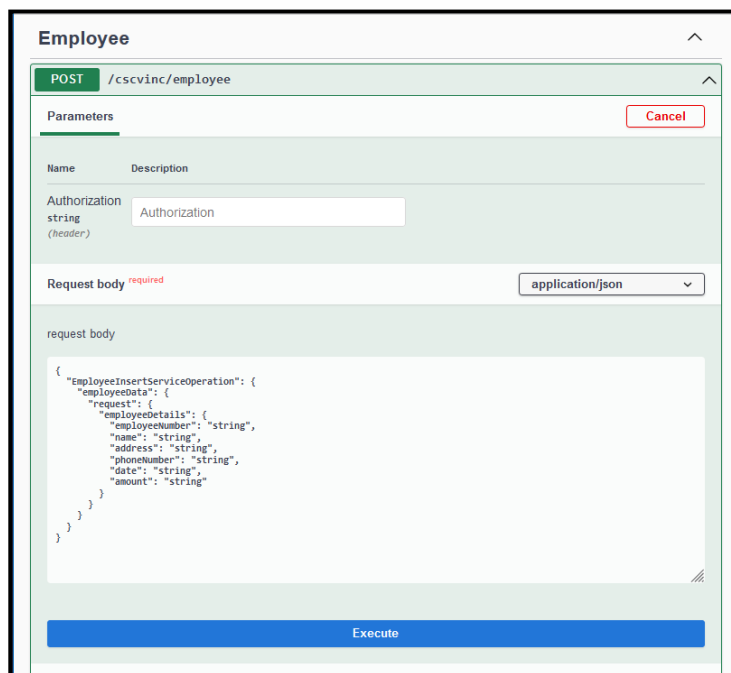 Employee
POST /cscvinc/employee
Parameters
Cancel
Name Description
Authorization
string
(header)
Authorization
Request body required
application/json
request body
{
  "EmployeeInsertServiceOperation": {
    "employeeData": {
      "request": {
        "employeeDetails": {
          "employeeNumber": "string",
          "name": "string",
          "address": "string",
          "phoneNumber": "string",
          "date": "string",
          "amount": "string"
        }
      }
    }
  }
}
Execute